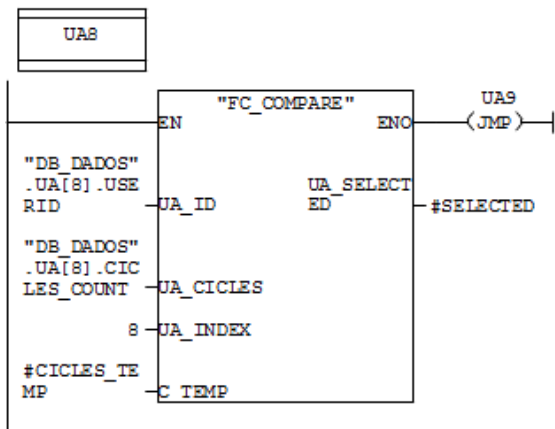 UA8
"FC_COMPARE"
UA9
EN
ENO
(JMP)
"DB_DADOS"
.UA[8].USE
RID
UA_ID
UA_SELECT
ED
#SELECTED
"DB_DADOS"
.UA[8].CIC
LES_COUNT
UA_CICLES
8
UA_INDEX
#CICLES_TE
MP
C_TEMP